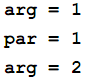 arg = 1
par = 1
arg = 2